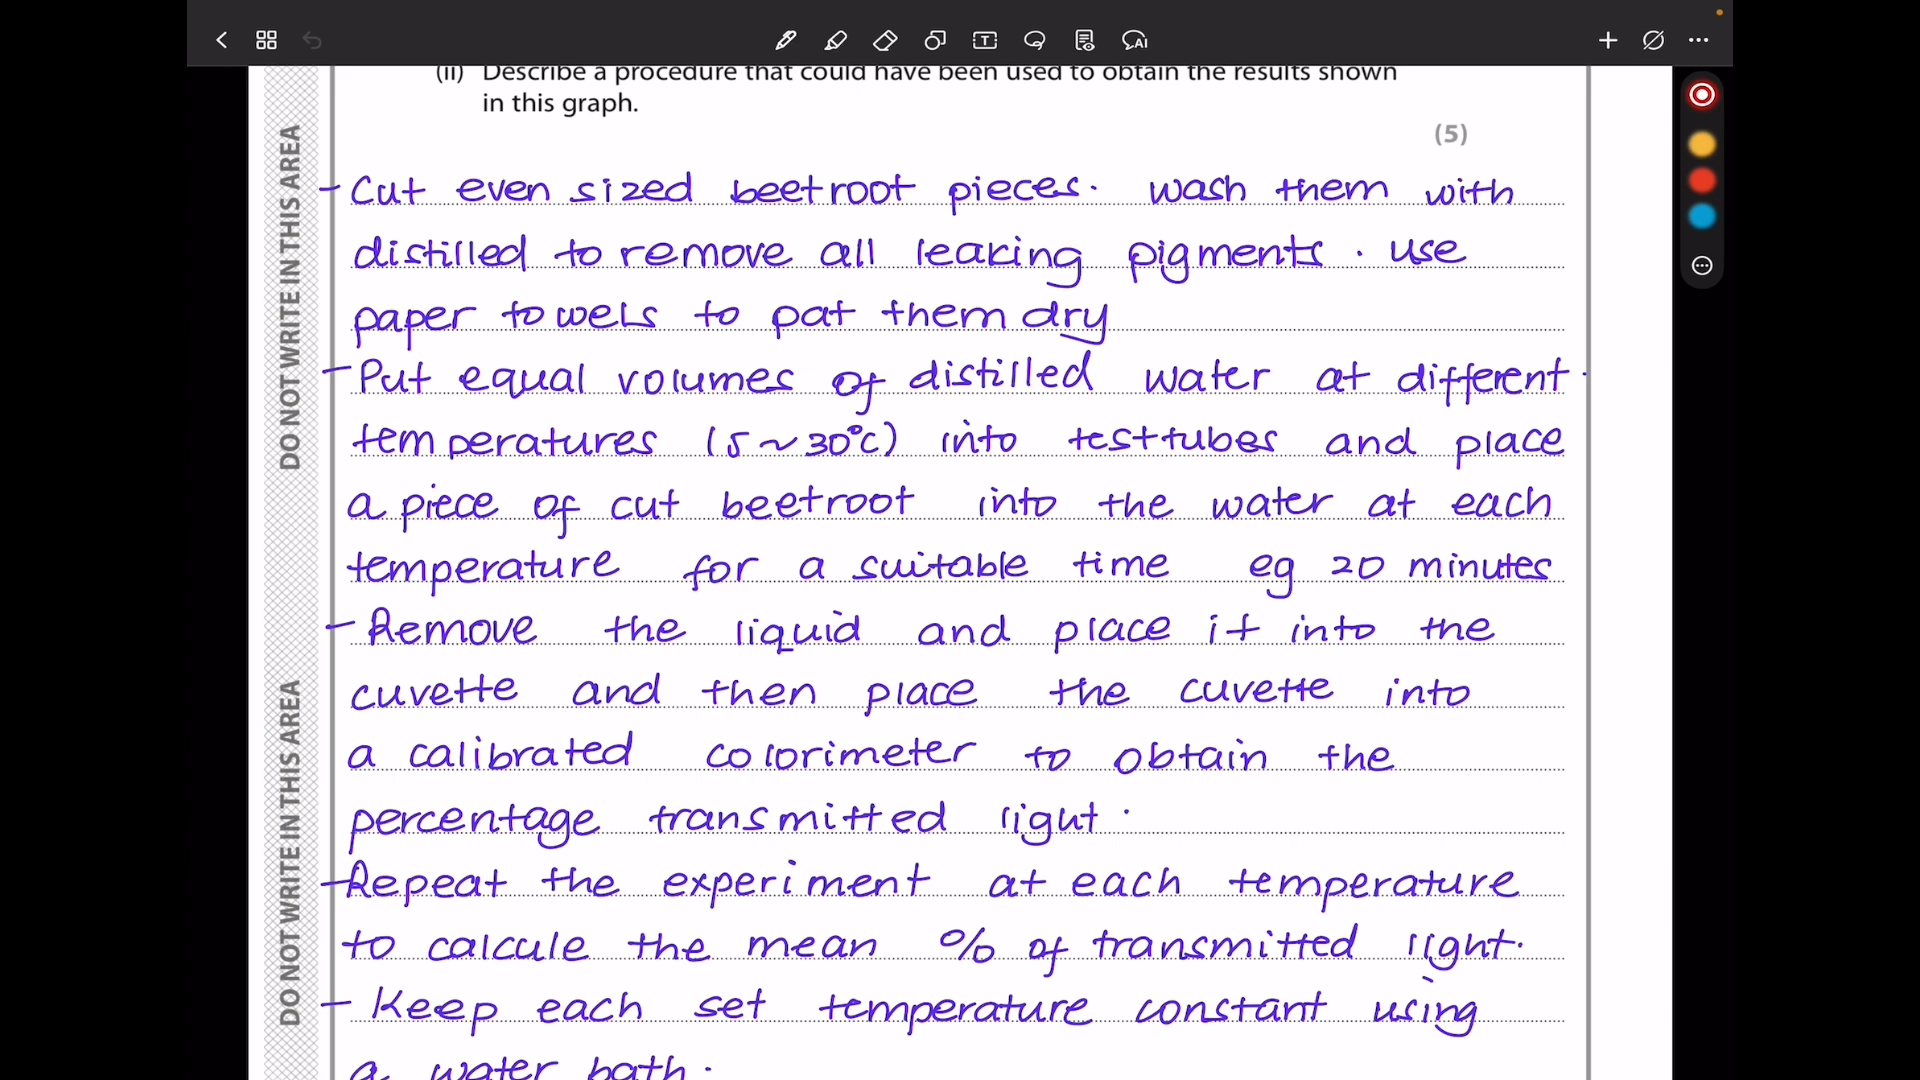 (ii) Describe a procedure that could have been used to obtain the results shown
in this graph.
(5)
- Cut even sized beetroot pieces. wash them with
distilled to remove all leaking pigments. use
paper towels to pat them dry
- Put equal volumes of distilled water at different
temperatures (5 ~ 30°C) into testtubes and place
a piece of cut beetroot into the water at each
temperature for a suitable time eg 20 minutes
- Remove the liquid and place it into the
cuvette and then place the cuvette into
a calibrated colorimeter to obtain the
percentage transmitted light.
- Repeat the experiment at each temperature
to calcule the mean % of transmitted light.
- Keep each set temperature constant using
a water bath.
DO NOT WRITE IN THIS AREA
DO NOT WRITE IN THIS AREA
T
AI